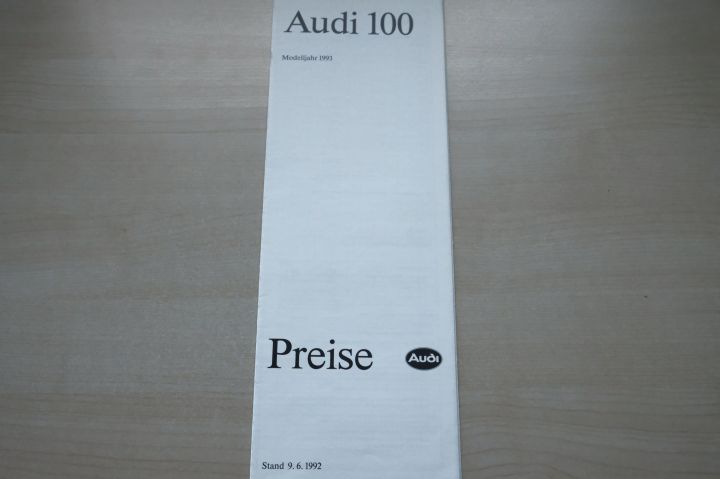 Audi 100
Modelljahr 1993
Preise
Audi
Stand 9. 6. 1992